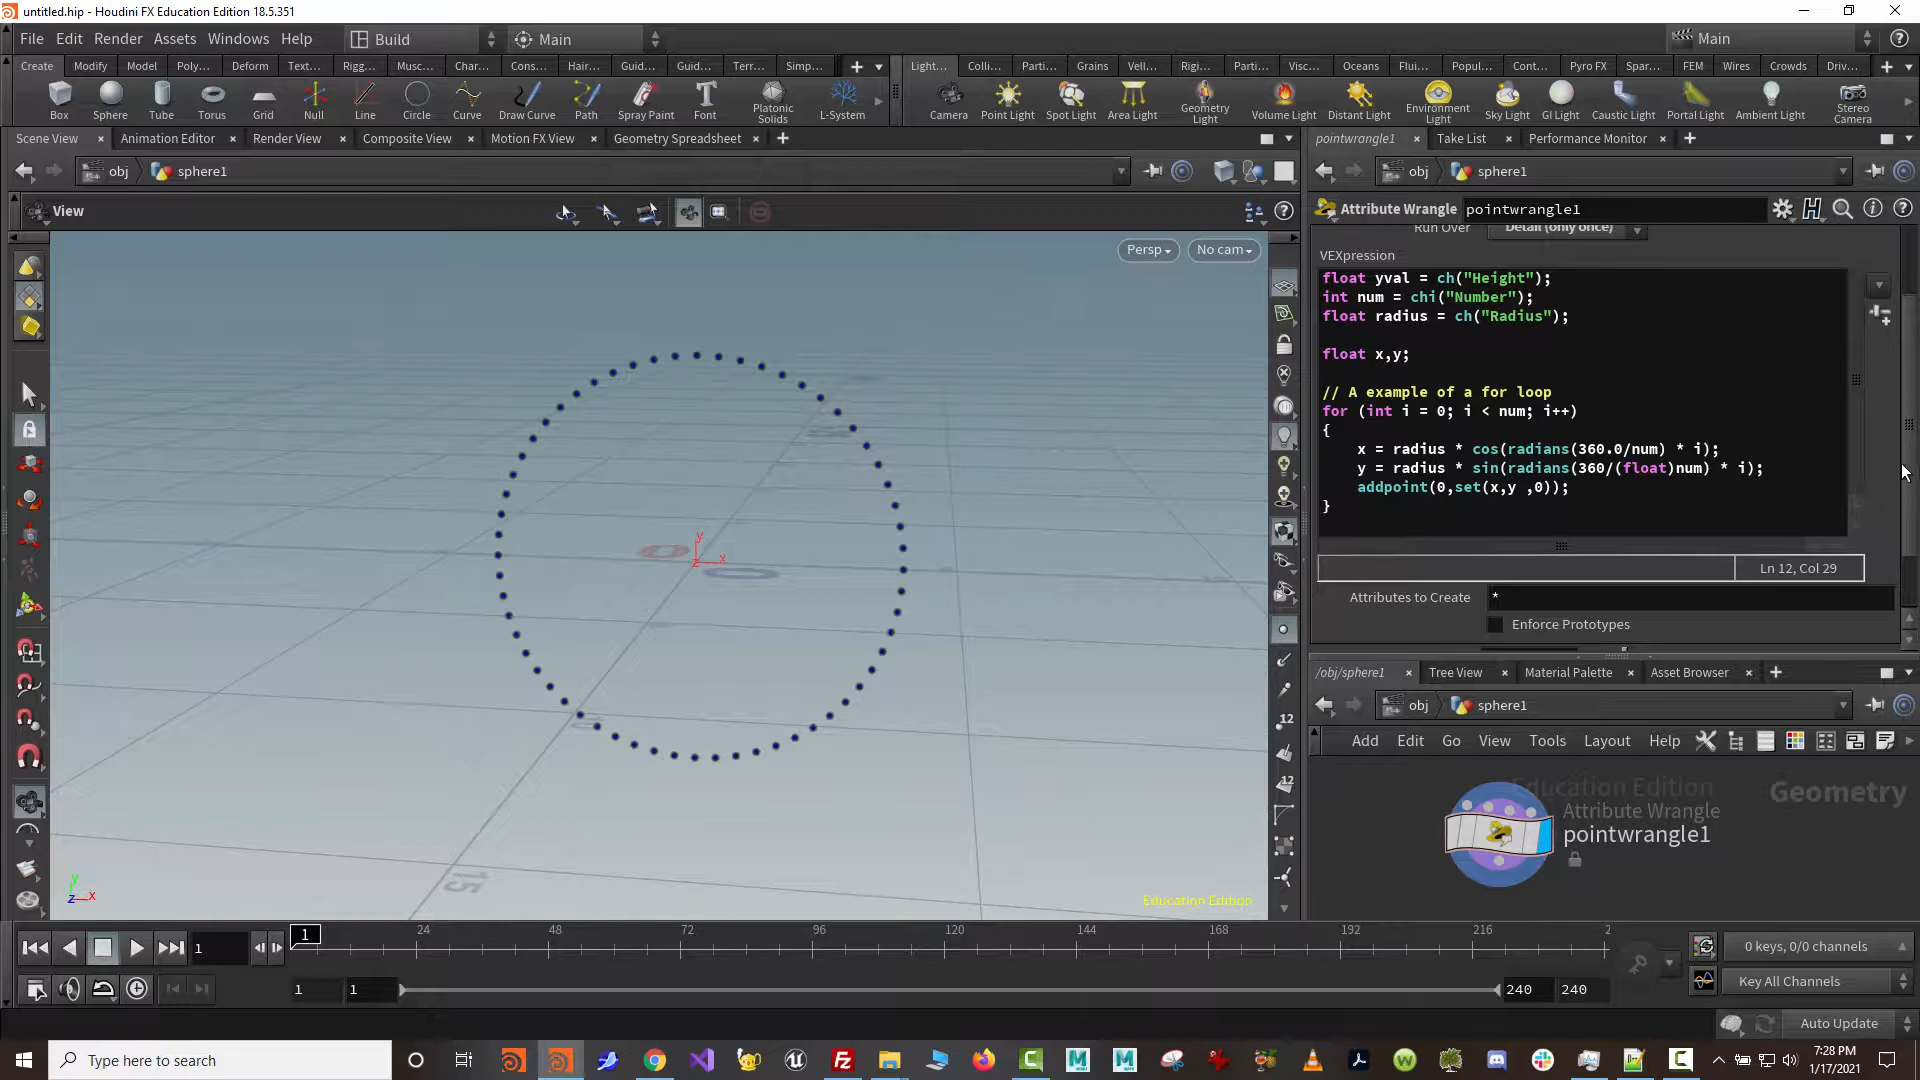 untitled.hip - Houdini FX Education Edition 18.5.351
File Edit Render Assets Windows Help Build Main Main
Create Modify Model Poly... Deform Text... Rigg... Musc... Char... Cons... Hair... Guid... Guid... Terr... Simp... Light... Colli... Parti... Grains Vell... Rigi... Parti... Visc... Oceans Flui... Popul... Cont... Pyro FX Spar... FEM Wires Crowds Driv...
Box Sphere Tube Torus Grid Null Line Circle Curve Draw Curve Path Spray Paint Font Platonic Solids L-System Camera Point Light Spot Light Area Light Geometry Light Volume Light Distant Light Environment Light Sky Light GI Light Caustic Light Portal Light Ambient Light Stereo Camera
Scene View Animation Editor Render View Composite View Motion FX View Geometry Spreadsheet pointwrangle1 Take List Performance Monitor
obj sphere1 obj sphere1
View
Persp No cam
Attribute Wrangle pointwrangle1
Run Over Detail (only once)
VEXpression
float yval = ch("Height");
int num = chi("Number");
float radius = ch("Radius");
float x,y;
// A example of a for loop
for (int i = 0; i < num; i++)
{
x = radius * cos(radians(360.0/num) * i);
y = radius * sin(radians(360/(float)num) * i);
addpoint(0,set(x,y ,0));
}
Ln 12, Col 29
Attributes to Create *
Enforce Prototypes
/obj/sphere1 Tree View Material Palette Asset Browser
obj sphere1
Add Edit Go View Tools Layout Help
Education Edition
Geometry
Attribute Wrangle
pointwrangle1
y
x
z
12
12
15
y
z x
Education Edition
1 1 24 48 72 96 120 144 168 192 216 2
0 keys, 0/0 channels
1 1 240 240 Key All Channels
Auto Update
Type here to search
7:28 PM
1/17/2021